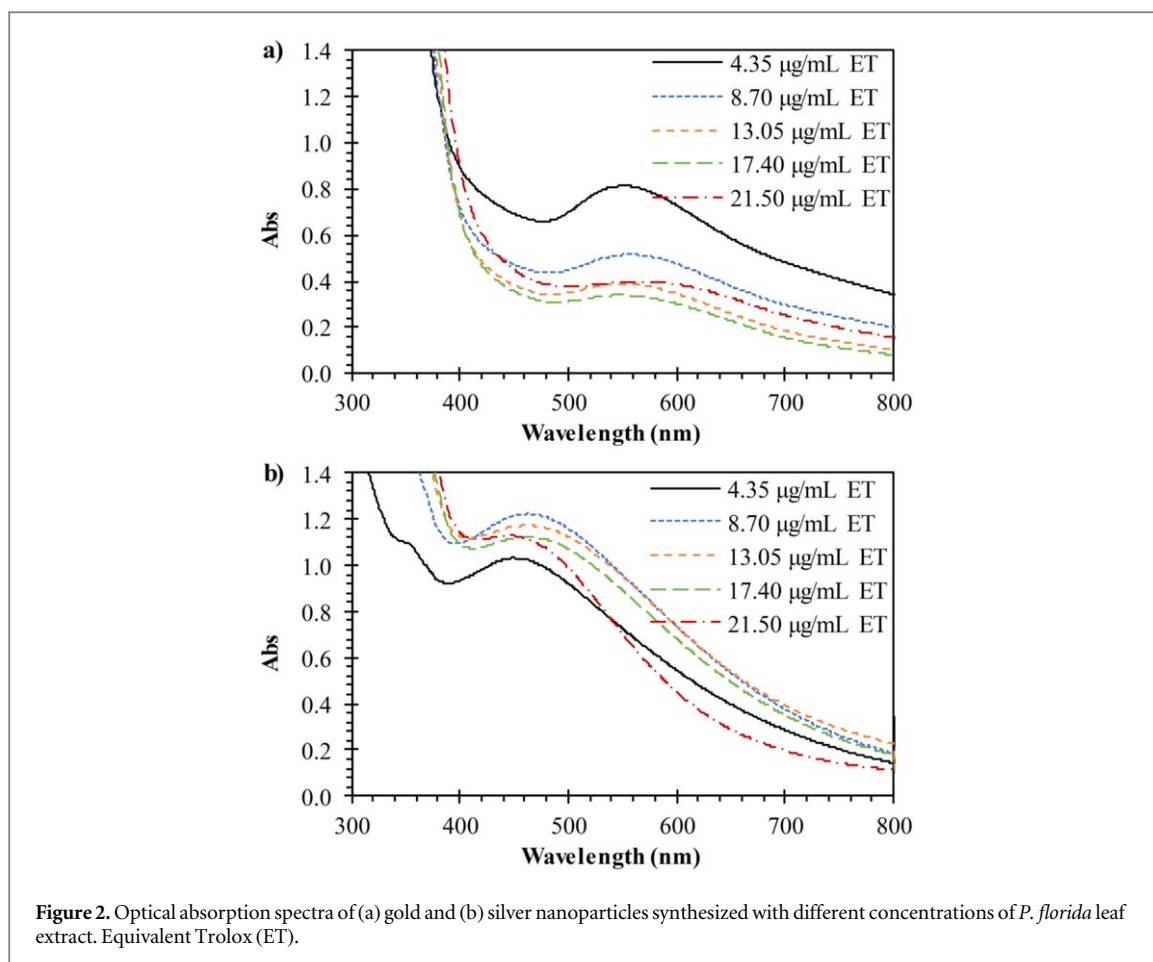 a)
1.4
1.2
1.0
0.8
0.6
0.4
0.2
0.0
Abs
4.35 μg/mL ET
8.70 μg/mL ET
13.05 μg/mL ET
17.40 μg/mL ET
21.50 μg/mL ET
300 400 500 600 700 800
Wavelength (nm)
b)
1.4
1.2
1.0
0.8
0.6
0.4
0.2
0.0
Abs
4.35 μg/mL ET
8.70 μg/mL ET
13.05 μg/mL ET
17.40 μg/mL ET
21.50 μg/mL ET
300 400 500 600 700 800
Wavelength (nm)
Figure 2. Optical absorption spectra of (a) gold and (b) silver nanoparticles synthesized with different concentrations of P. florida leaf
extract. Equivalent Trolox (ET).